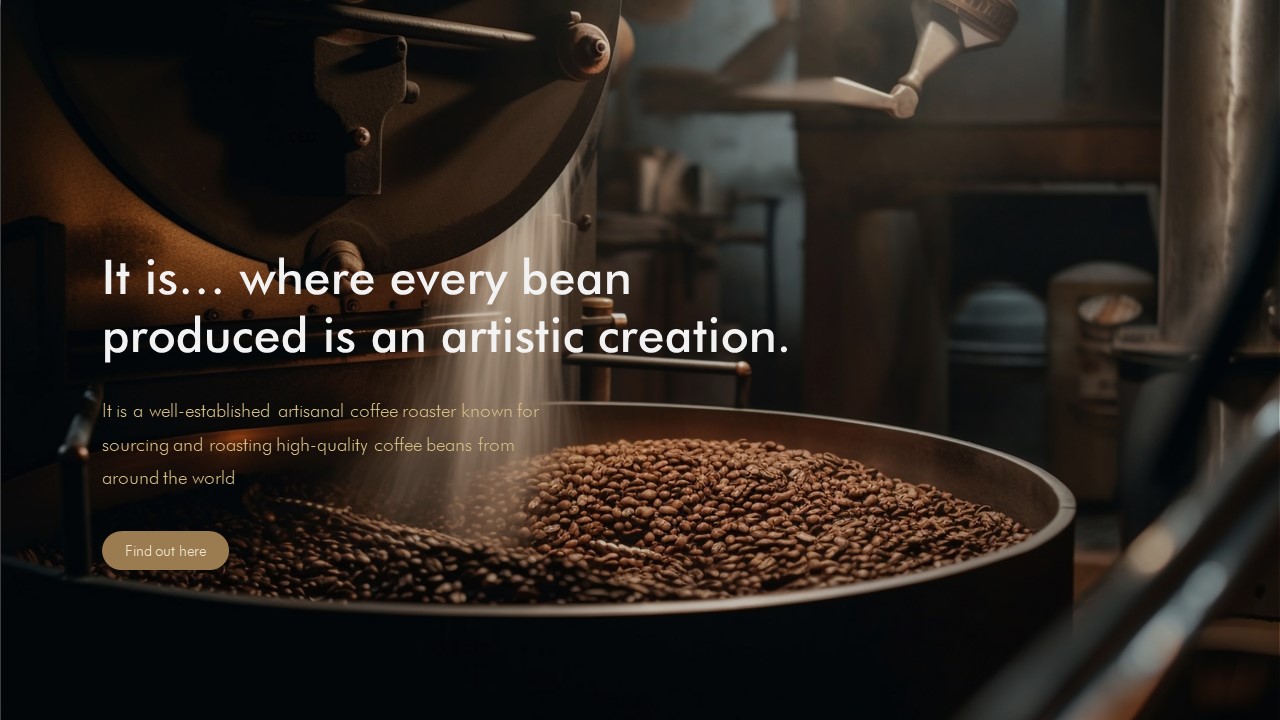 It is... where every bean
produced is an artistic creation.
It is a well-established artisanal coffee roaster known for
sourcing and roasting high-quality coffee beans from
around the world
Find out here